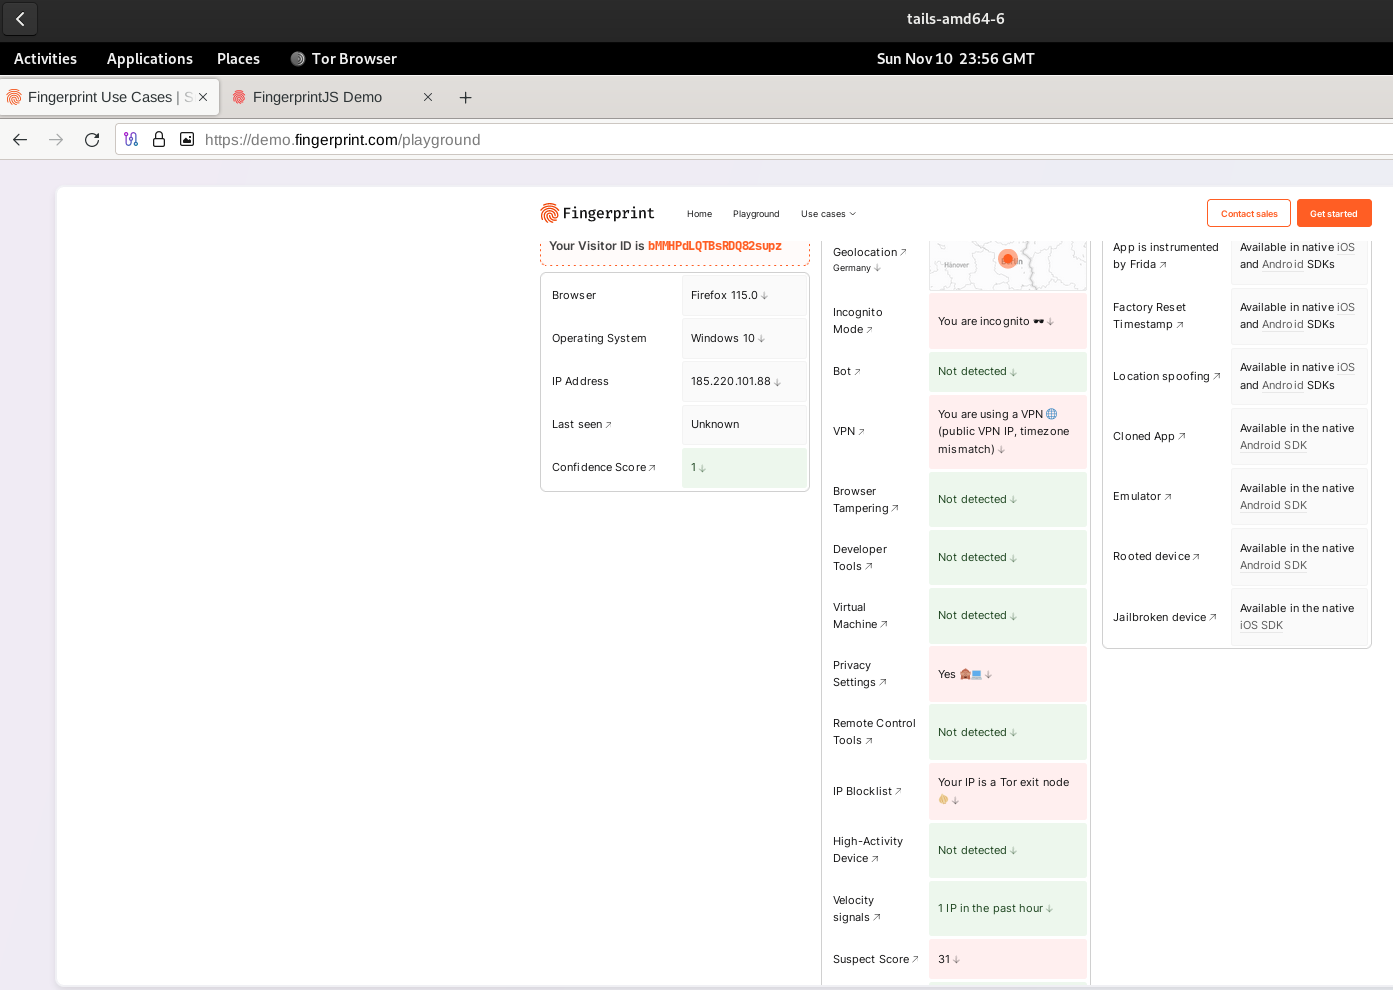 tails-amd64-6
Activities Applications Places Tor Browser Sun Nov 10 23:56 GMT
Fingerprint Use Cases | S FingerprintJS Demo
https://demo.fingerprint.com/playground
Fingerprint Home Playground Use cases Contact sales Get started
Your Visitor ID is bMMHPdLQTBsRDQ82supz
Browser Firefox 115.0 ↓
Operating System Windows 10 ↓
IP Address 185.220.101.88 ↓
Last seen ↗ Unknown
Confidence Score ↗ 1 ↓
Geolocation ↗
Germany ↓
Hanover
Incognito
Mode ↗
You are incognito 🕶 ↓
Bot ↗
Not detected ↓
VPN ↗
You are using a VPN 🌐
(public VPN IP, timezone
mismatch) ↓
Browser
Tampering ↗
Not detected ↓
Developer
Tools ↗
Not detected ↓
Virtual
Machine ↗
Not detected ↓
Privacy
Settings ↗
Yes 🙈💻 ↓
Remote Control
Tools ↗
Not detected ↓
IP Blocklist ↗
Your IP is a Tor exit node
🧅 ↓
High-Activity
Device ↗
Not detected ↓
Velocity
signals ↗
1 IP in the past hour ↓
Suspect Score ↗
31 ↓
App is instrumented
by Frida ↗
Available in native iOS
and Android SDKs
Factory Reset
Timestamp ↗
Available in native iOS
and Android SDKs
Location spoofing ↗
Available in native iOS
and Android SDKs
Cloned App ↗
Available in the native
Android SDK
Emulator ↗
Available in the native
Android SDK
Rooted device ↗
Available in the native
Android SDK
Jailbroken device ↗
Available in the native
iOS SDK